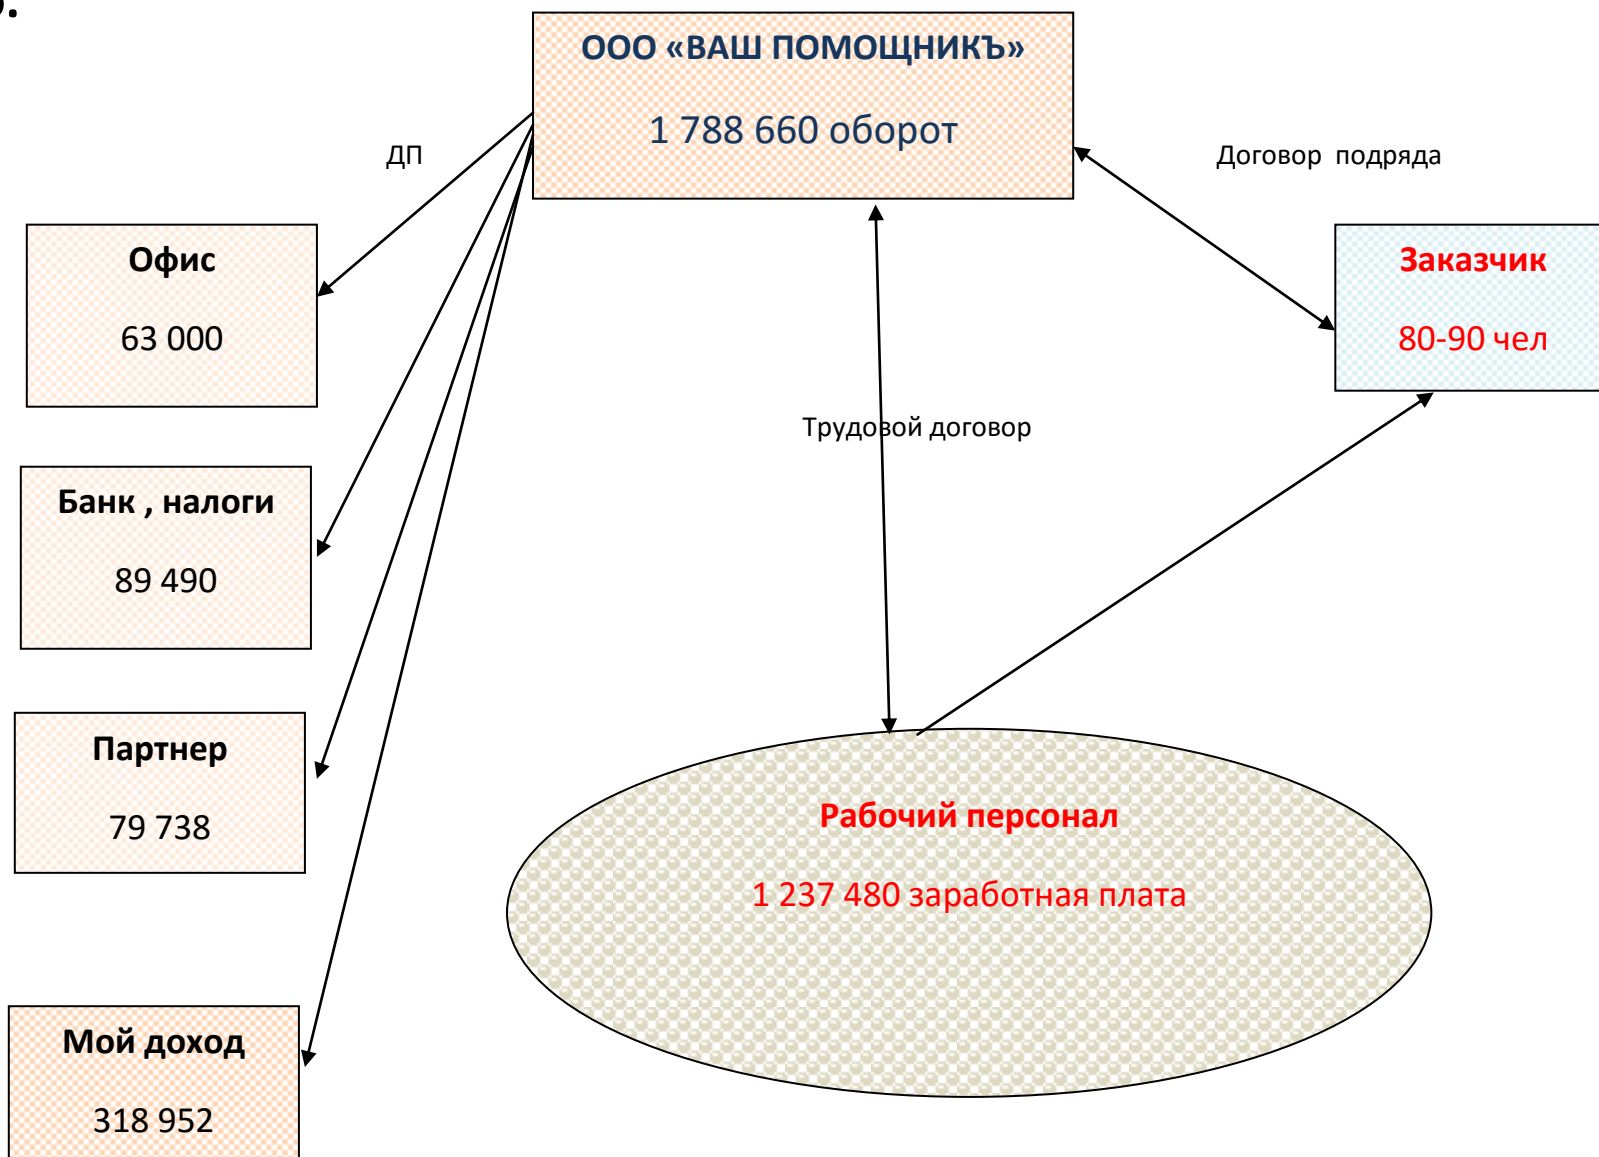 ООО «ВАШ ПОМОЩНИКЪ»
1 788 660 оборот
ДП
Договор подряда
Офис
63 000
Заказчик
80-90 чел
Трудовой договор
Банк , налоги
89 490
Партнер
79 738
Рабочий персонал
1 237 480 заработная плата
Мой доход
318 952